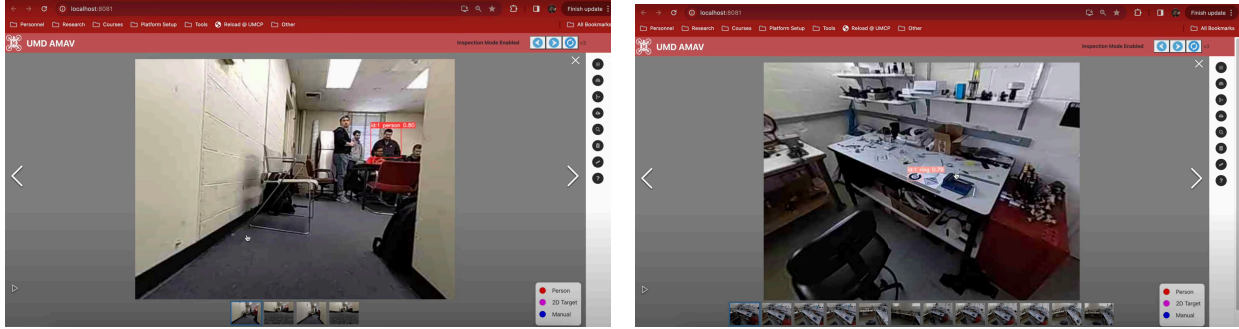 localhost:8081
Finish update
Personnel
Research
Courses
Platform Setup
Tools
Reload @ UMCP
Other
All Bookmarks
UMD AMAV
Inspection Mode Enabled
id:1 person 0.80
Person
2D Target
Manual
localhost:8081
Finish update
Personnel
Research
Courses
Platform Setup
Tools
Reload @ UMCP
Other
All Bookmarks
UMD AMAV
Inspection Mode Enabled
Person
2D Target
Manual